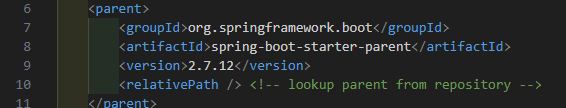 6 <parent>
7 <groupId>org.springframework.boot</groupId>
8 <artifactId>spring-boot-starter-parent</artifactId>
9 <version>2.7.12</version>
10 <relativePath /> <!-- lookup parent from repository -->
11 </parent>